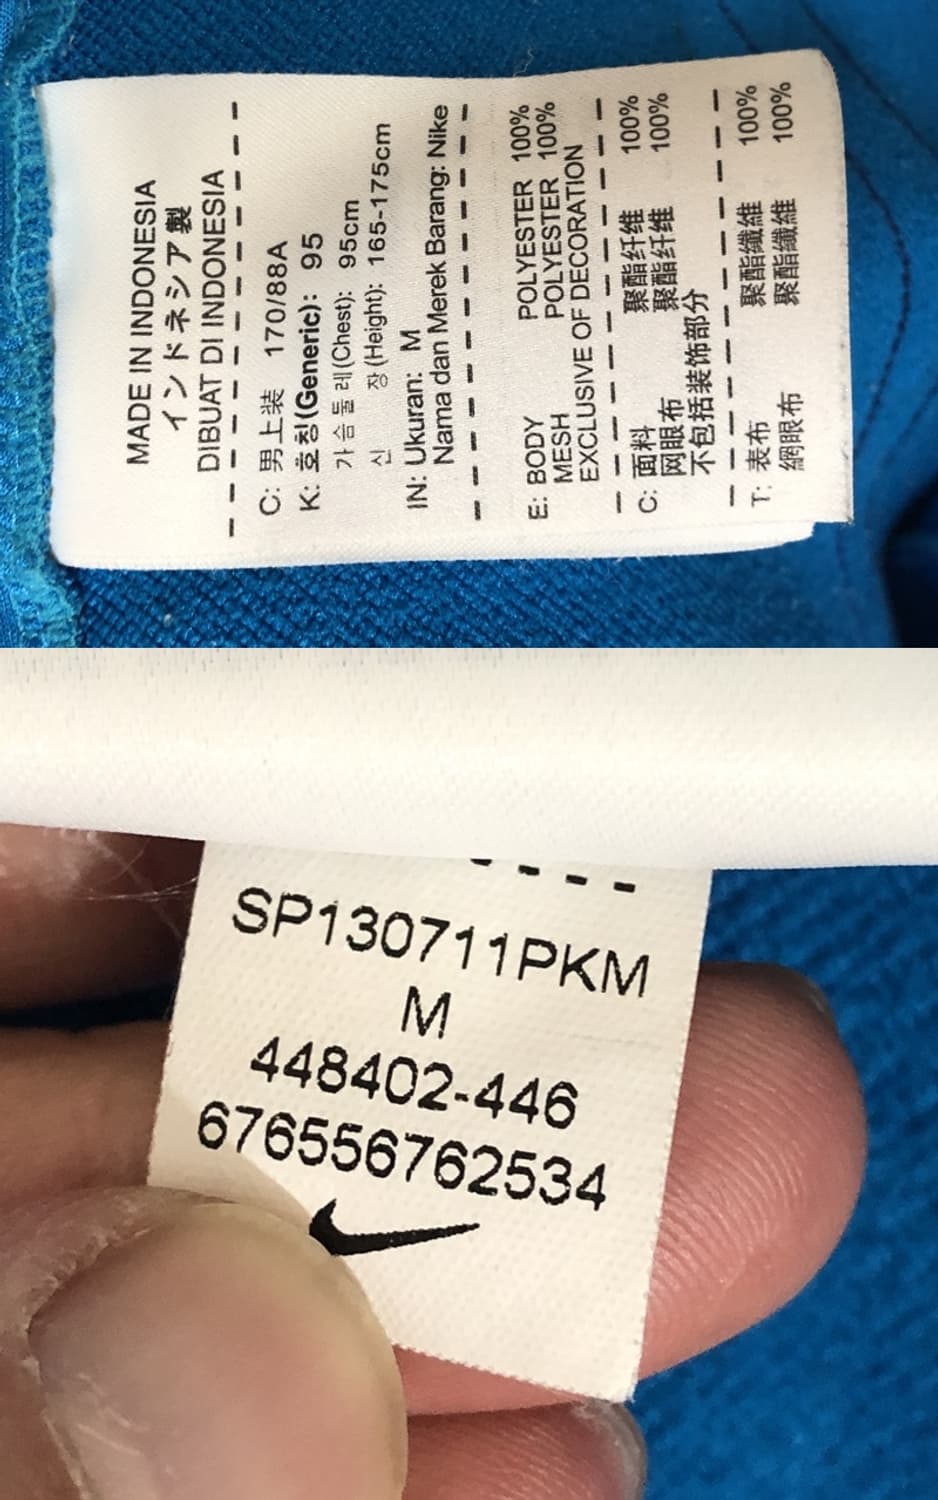 MADE IN INDONESIA
インドネシア製
DIBUAT DI INDONESIA
C: 男上装 170/88A
K: 호칭(Generic): 95
가슴둘레(Chest): 95cm
신 장(Height): 165-175cm
IN: Ukuran: M
Nama dan Merek Barang: Nike
E: BODY POLYESTER 100%
MESH POLYESTER 100%
EXCLUSIVE OF DECORATION
C: 面料 聚酯纤维 100%
网眼布 聚酯纤维 100%
不包括装饰部分
T: 表布 聚酯纖維 100%
網眼布 聚酯纖維 100%
SP130711PKM
M
448402-446
676556762534